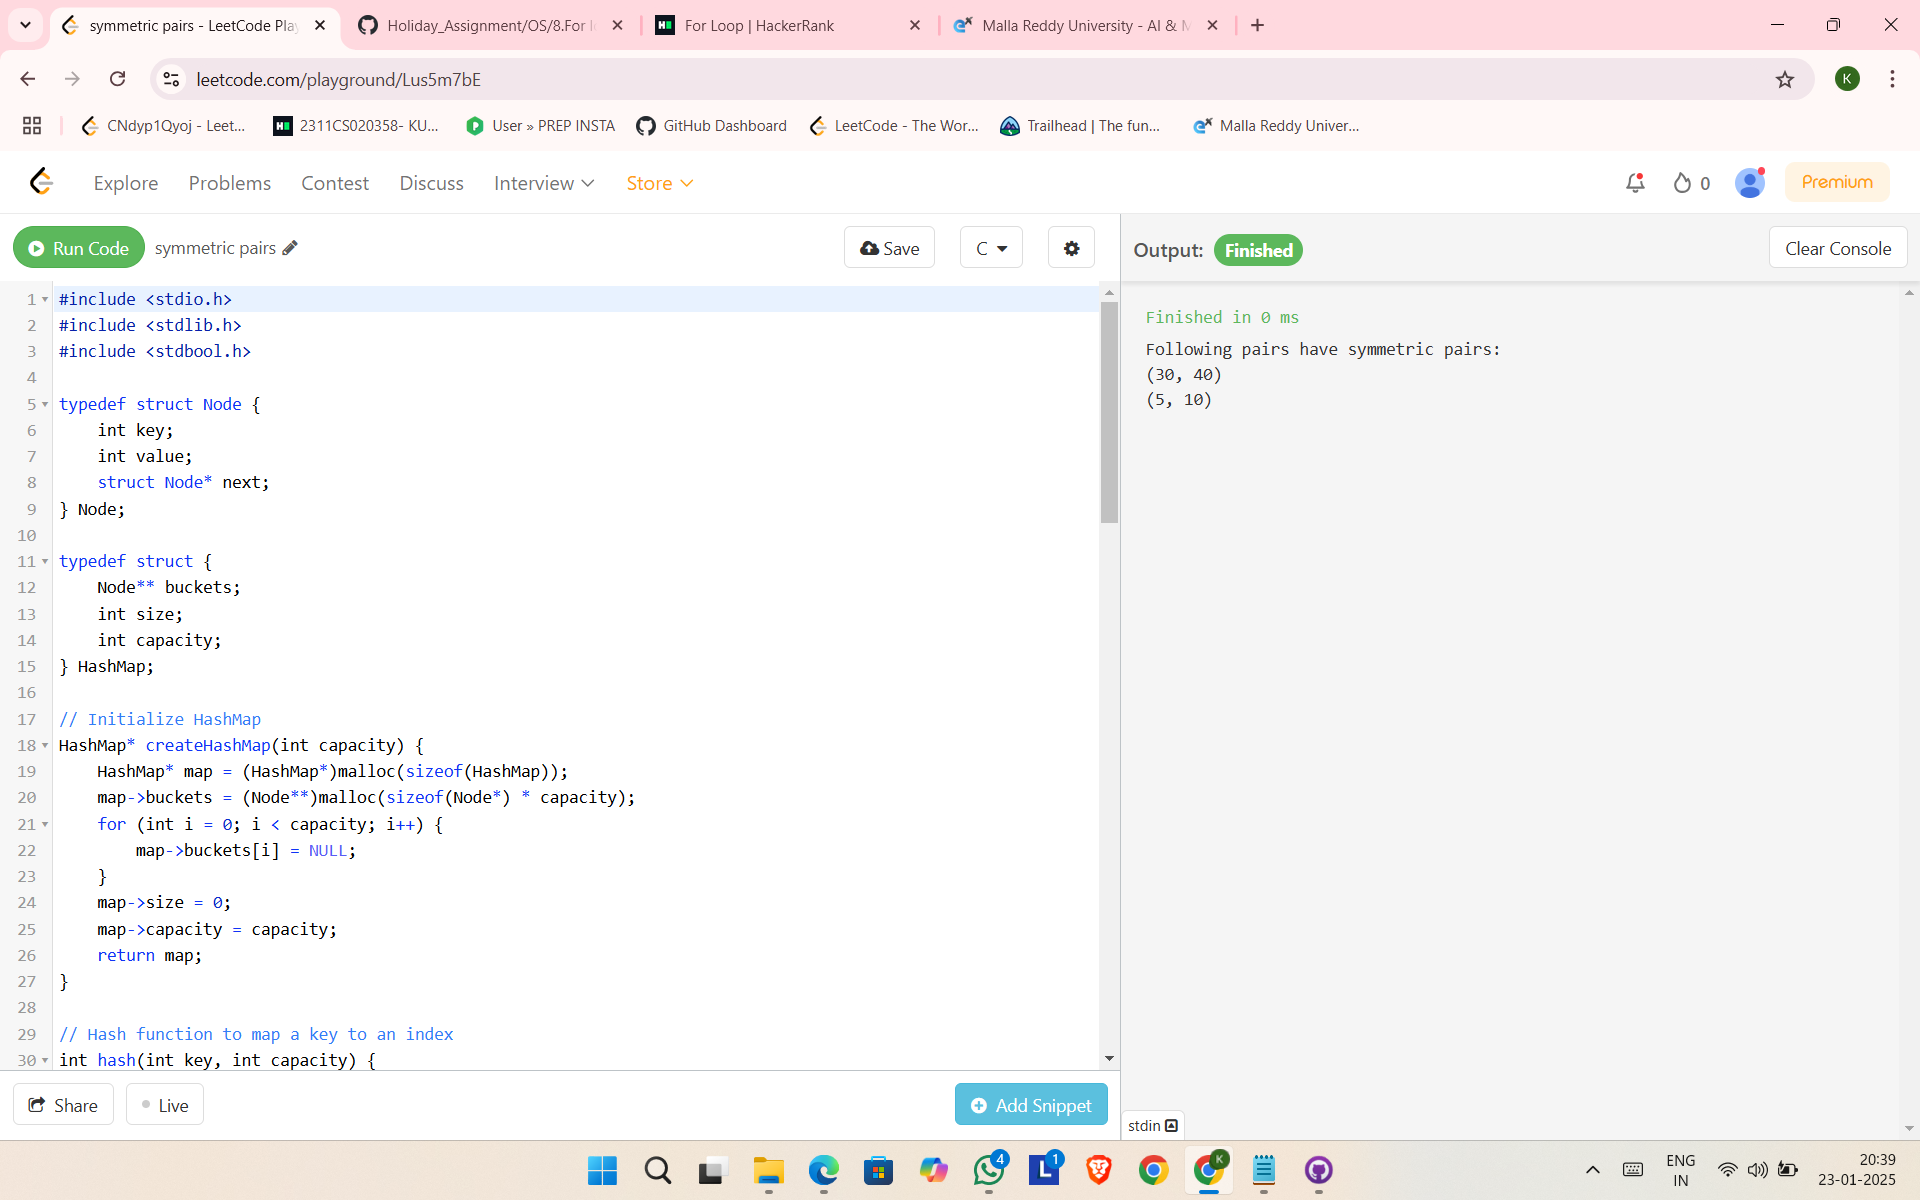 symmetric pairs - LeetCode Pla
Holiday_Assignment/OS/8.For l
For Loop | HackerRank
Malla Reddy University - AI & M
leetcode.com/playground/Lus5m7bE
K
CNdyp1Qyoj - Leet...
2311CS020358- KU...
User » PREP INSTA
GitHub Dashboard
LeetCode - The Wor...
Trailhead | The fun...
Malla Reddy Univer...
Explore Problems Contest Discuss Interview Store 0 Premium
Run Code symmetric pairs Save C Output: Finished Clear Console
1 #include <stdio.h>
2 #include <stdlib.h>
3 #include <stdbool.h>
4
5 typedef struct Node {
6 int key;
7 int value;
8 struct Node* next;
9 } Node;
10
11 typedef struct {
12 Node** buckets;
13 int size;
14 int capacity;
15 } HashMap;
16
17 // Initialize HashMap
18 HashMap* createHashMap(int capacity) {
19 HashMap* map = (HashMap*)malloc(sizeof(HashMap));
20 map->buckets = (Node**)malloc(sizeof(Node*) * capacity);
21 for (int i = 0; i < capacity; i++) {
22 map->buckets[i] = NULL;
23 }
24 map->size = 0;
25 map->capacity = capacity;
26 return map;
27 }
28
29 // Hash function to map a key to an index
30 int hash(int key, int capacity) {
Finished in 0 ms
Following pairs have symmetric pairs:
(30, 40)
(5, 10)
Share Live Add Snippet stdin
4
L 1
K
ENG
IN
20:39
23-01-2025